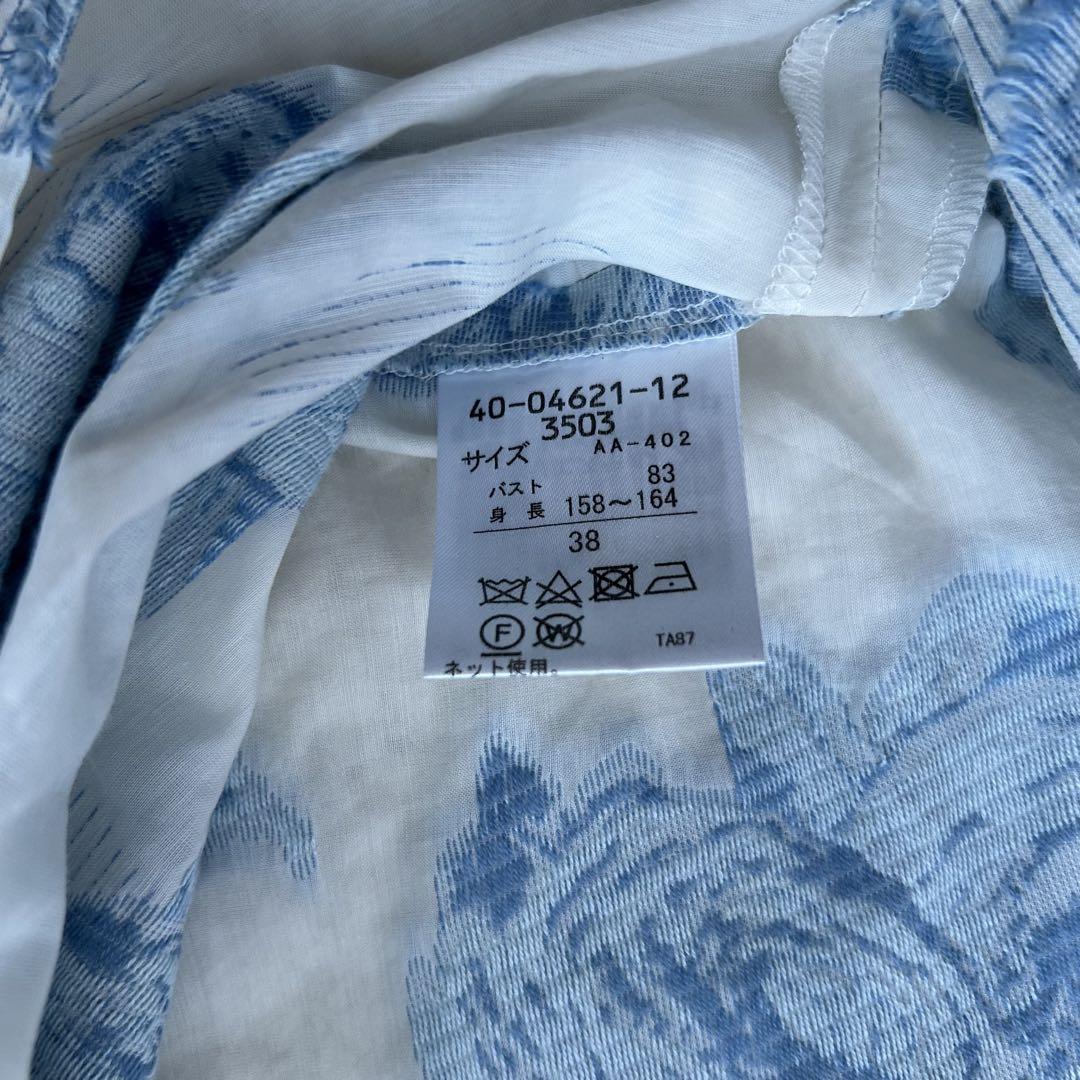 40-04621-12
3503
サイズ AA-402
バスト 83
身長 158〜164
38
F W TA87
ネット使用。